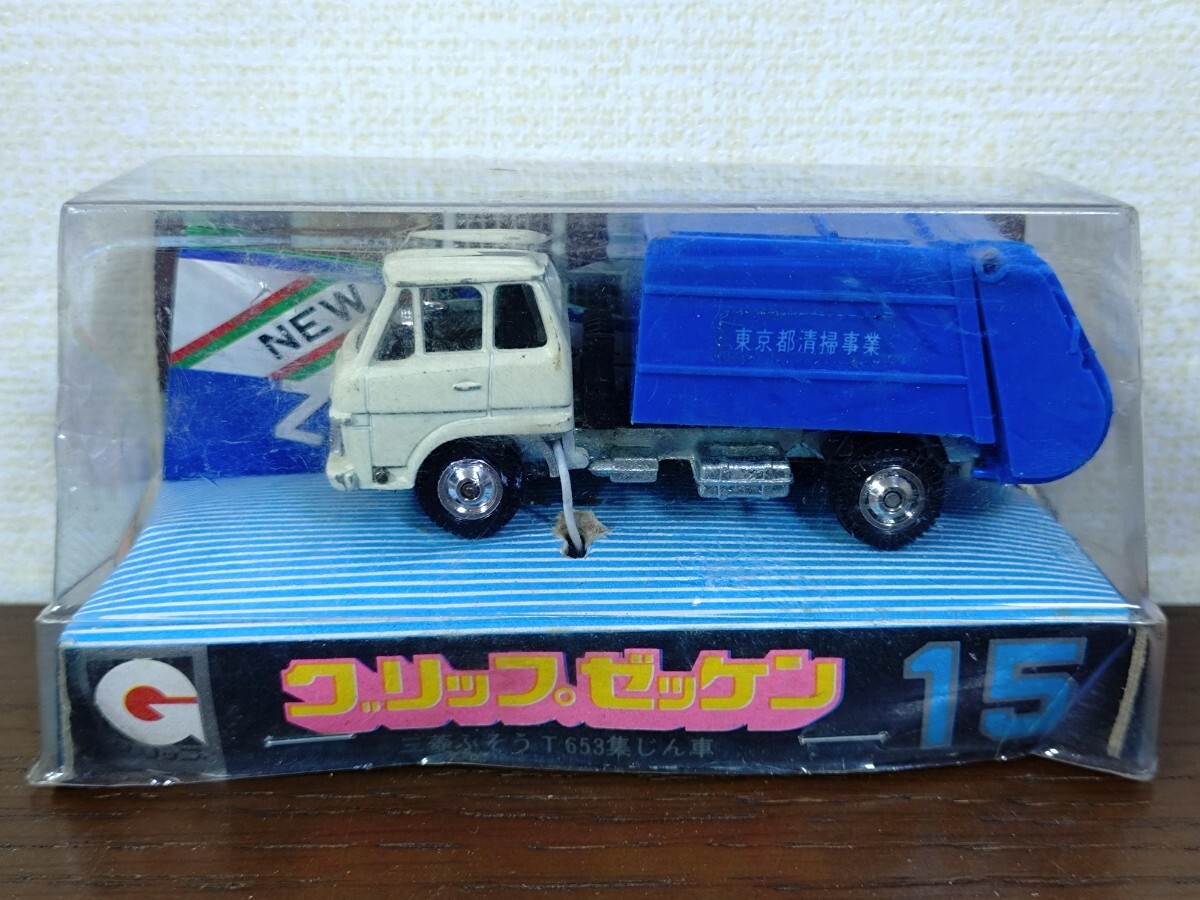 NEW
東京都清掃事業
グリップ。ゼッケン
15
三菱ふそうT653集じん車